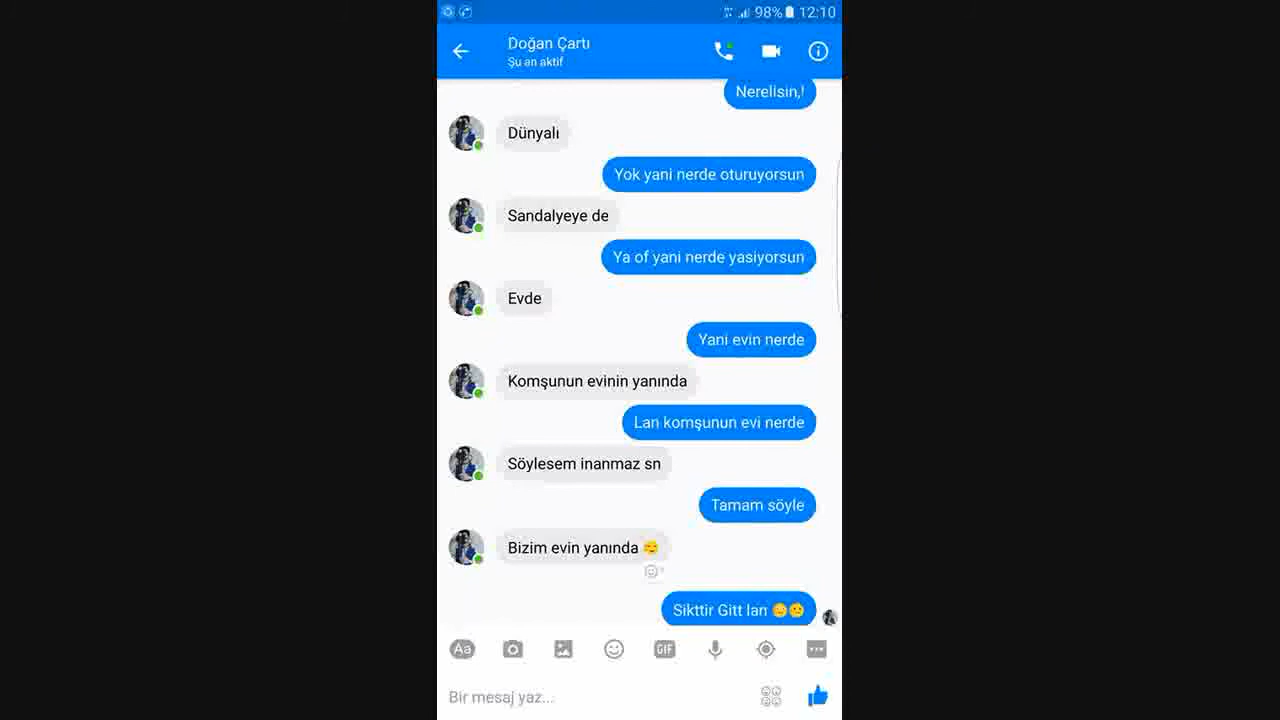 98% 12:10
Doğan Çartı
Şu an aktif
Nerelisin,!
Dünyalı
Yok yani nerde oturuyorsun
Sandalyeye de
Ya of yani nerde yasiyorsun
Evde
Yani evin nerde
Komşunun evinin yanında
Lan komşunun evi nerde
Söylesem inanmaz sn
Tamam söyle
Bizim evin yanında
Sikttir Gitt lan
Aa
GIF
Bir mesaj yaz...